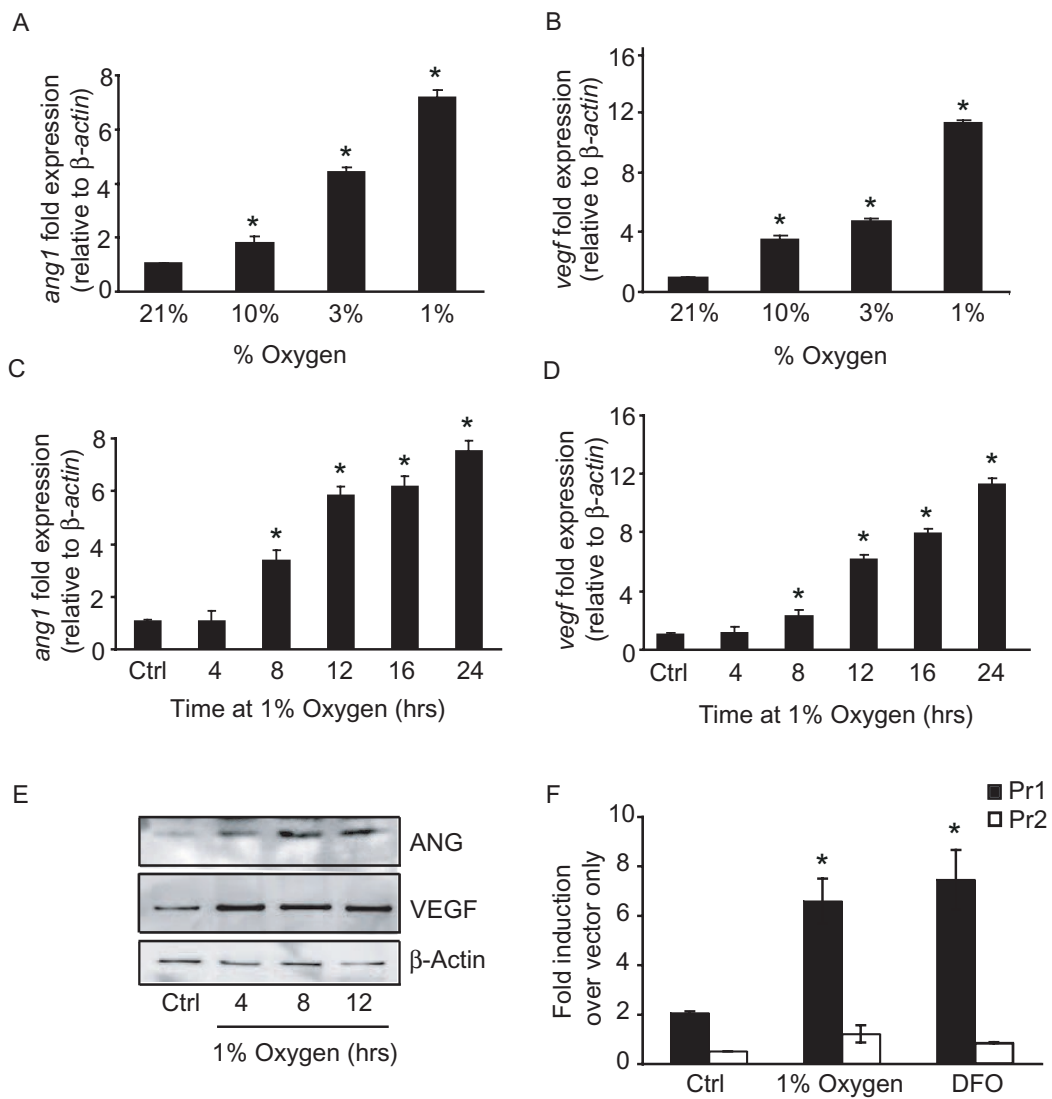 A
ang1 fold expression
(relative to β-actin)
8
6
4
2
0
*
*
*
21% 10% 3% 1%
% Oxygen
B
vegf fold expression
(relative to β-actin)
16
12
8
4
0
*
*
*
21% 10% 3% 1%
% Oxygen
C
ang1 fold expression
(relative to β-actin)
8
6
4
2
0
*
*
*
*
Ctrl 4 8 12 16 24
Time at 1% Oxygen (hrs)
D
vegf fold expression
(relative to β-actin)
16
12
8
4
0
*
*
*
*
Ctrl 4 8 12 16 24
Time at 1% Oxygen (hrs)
E
ANG
VEGF
β-Actin
Ctrl 4 8 12
1% Oxygen (hrs)
F
Pr1
Pr2
Fold induction
over vector only
10
8
6
4
2
0
*
*
Ctrl 1% Oxygen DFO